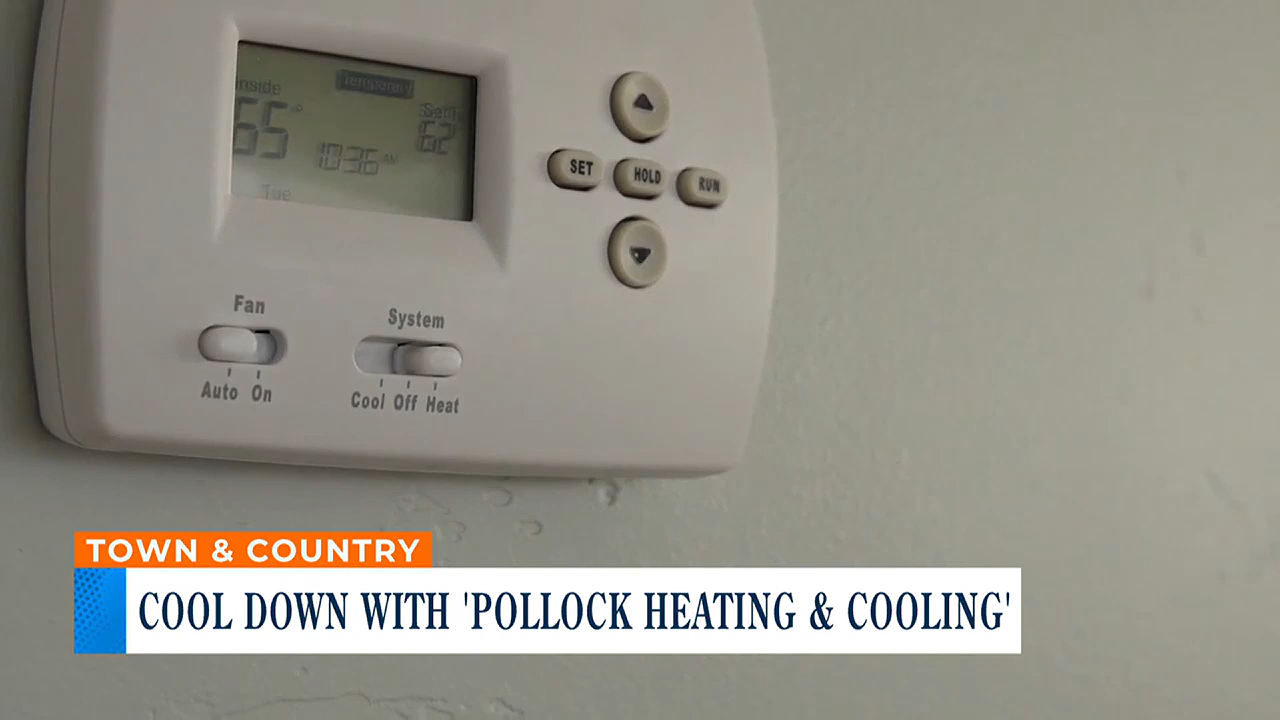 Temporary
Inside
Set
65°
62
10:36 AM
Tue
SET
HOLD
RUN
Fan
System
Auto On
Cool Off Heat
TOWN & COUNTRY
COOL DOWN WITH 'POLLOCK HEATING & COOLING'